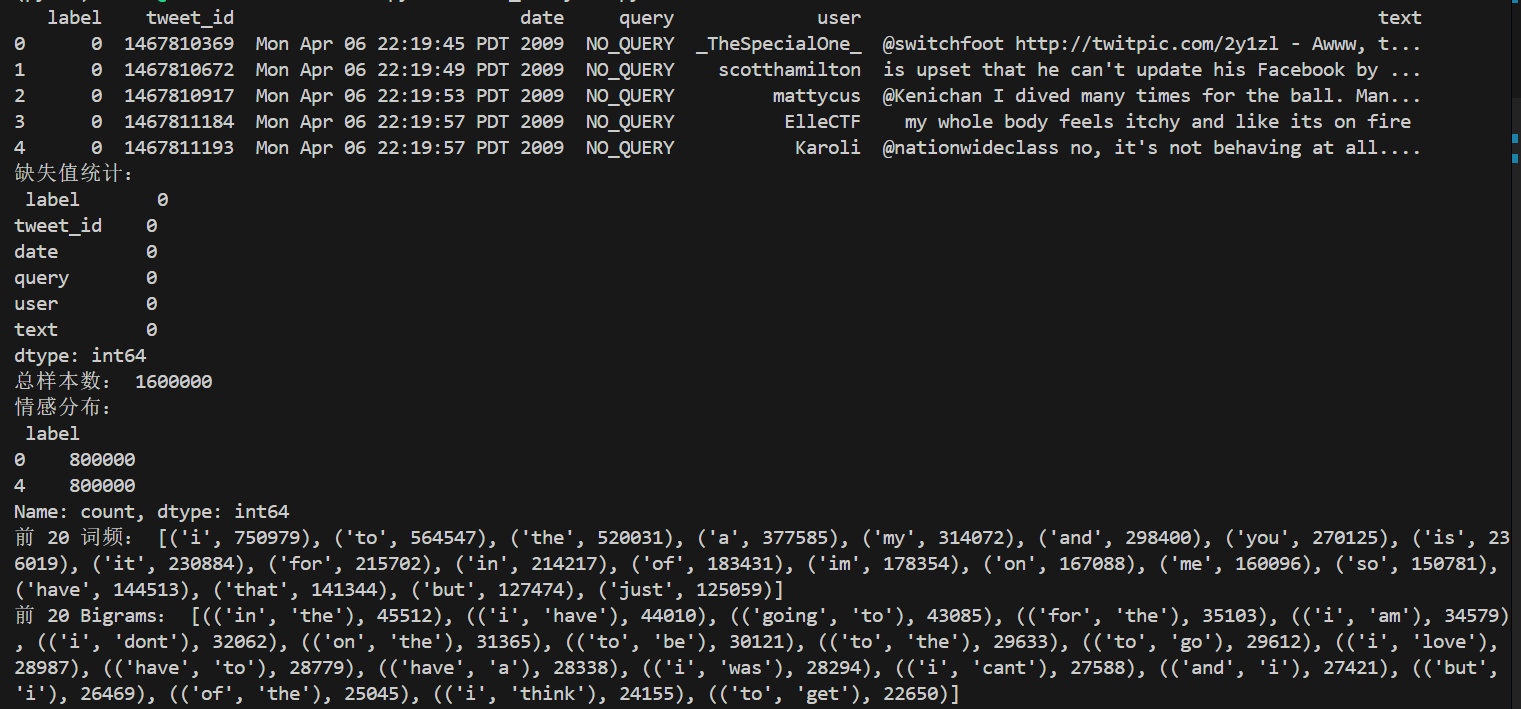 label tweet_id date query user text
0 0 1467810369 Mon Apr 06 22:19:45 PDT 2009 NO_QUERY _TheSpecialOne_ @switchfoot http://twitpic.com/2y1zl - Awww, t...
1 0 1467810672 Mon Apr 06 22:19:49 PDT 2009 NO_QUERY scotthamilton is upset that he can't update his Facebook by ...
2 0 1467810917 Mon Apr 06 22:19:53 PDT 2009 NO_QUERY mattycus @Kenichan I dived many times for the ball. Man...
3 0 1467811184 Mon Apr 06 22:19:57 PDT 2009 NO_QUERY ElleCTF my whole body feels itchy and like its on fire
4 0 1467811193 Mon Apr 06 22:19:57 PDT 2009 NO_QUERY Karoli @nationwideclass no, it's not behaving at all....
缺失值统计:
label 0
tweet_id 0
date 0
query 0
user 0
text 0
dtype: int64
总样本数: 1600000
情感分布:
label
0 800000
4 800000
Name: count, dtype: int64
前 20 词频: [('i', 750979), ('to', 564547), ('the', 520031), ('a', 377585), ('my', 314072), ('and', 298400), ('you', 270125), ('is', 23
6019), ('it', 230884), ('for', 215702), ('in', 214217), ('of', 183431), ('im', 178354), ('on', 167088), ('me', 160096), ('so', 150781),
('have', 144513), ('that', 141344), ('but', 127474), ('just', 125059)]
前 20 Bigrams: [(('in', 'the'), 45512), (('i', 'have'), 44010), (('going', 'to'), 43085), (('for', 'the'), 35103), (('i', 'am'), 34579)
, (('i', 'dont'), 32062), (('on', 'the'), 31365), (('to', 'be'), 30121), (('to', 'the'), 29633), (('to', 'go'), 29612), (('i', 'love'),
28987), (('have', 'to'), 28779), (('have', 'a'), 28338), (('i', 'was'), 28294), (('i', 'cant'), 27588), (('and', 'i'), 27421), (('but',
'i'), 26469), (('of', 'the'), 25045), (('i', 'think'), 24155), (('to', 'get'), 22650)]